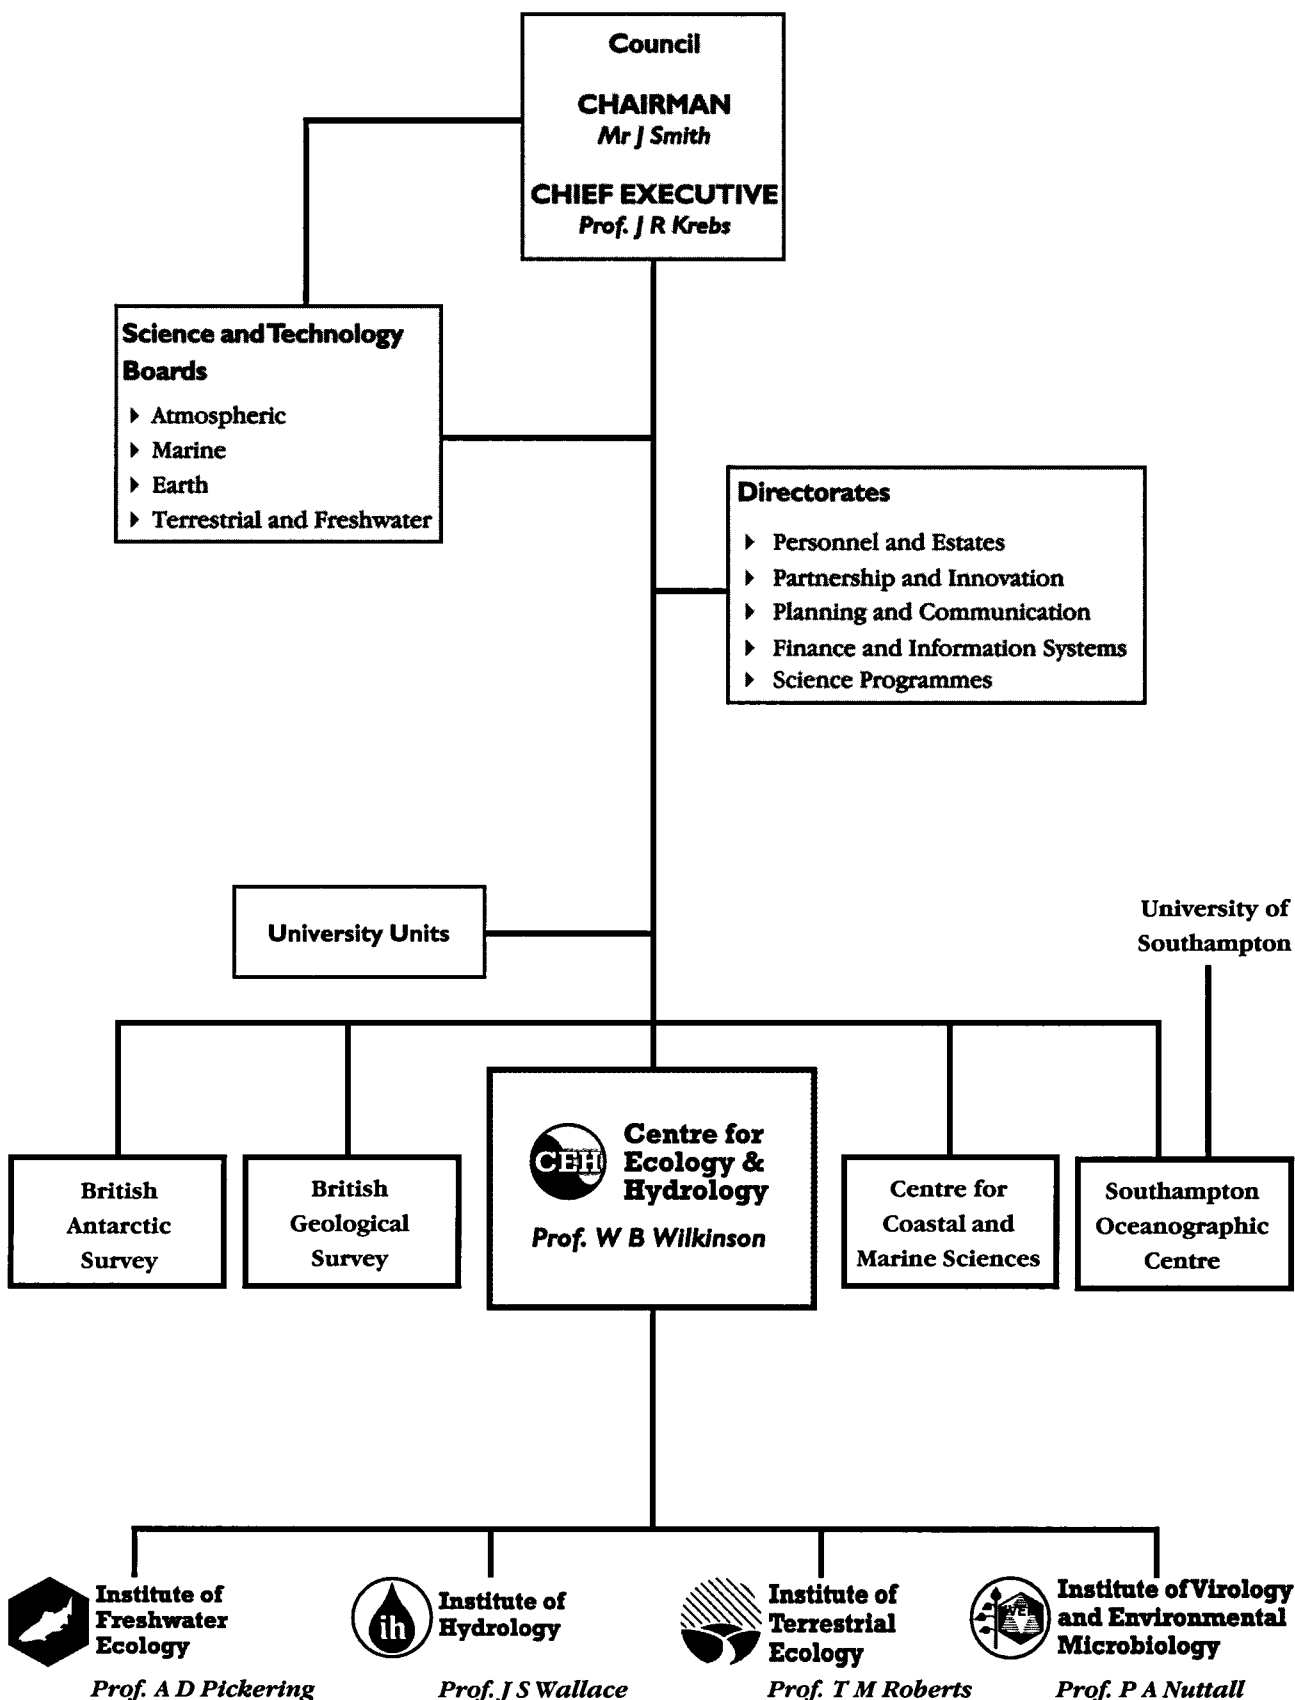 Council
CHAIRMAN
Mr J Smith
CHIEF EXECUTIVE
Prof. J R Krebs
Science and Technology
Boards
Atmospheric
Marine
Earth
Terrestrial and Freshwater
Directorates
Personnel and Estates
Partnership and Innovation
Planning and Communication
Finance and Information Systems
Science Programmes
University Units
University of
Southampton
British
Antarctic
Survey
British
Geological
Survey
CEH
Centre for
Ecology &
Hydrology
Prof. W B Wilkinson
Centre for
Coastal and
Marine Sciences
Southampton
Oceanographic
Centre
Institute of
Freshwater
Ecology
Prof. A D Pickering
ih
Institute of
Hydrology
Prof. J S Wallace
Institute of
Terrestrial
Ecology
Prof. T M Roberts
Institute of Virology
and Environmental
Microbiology
Prof. P A Nuttall